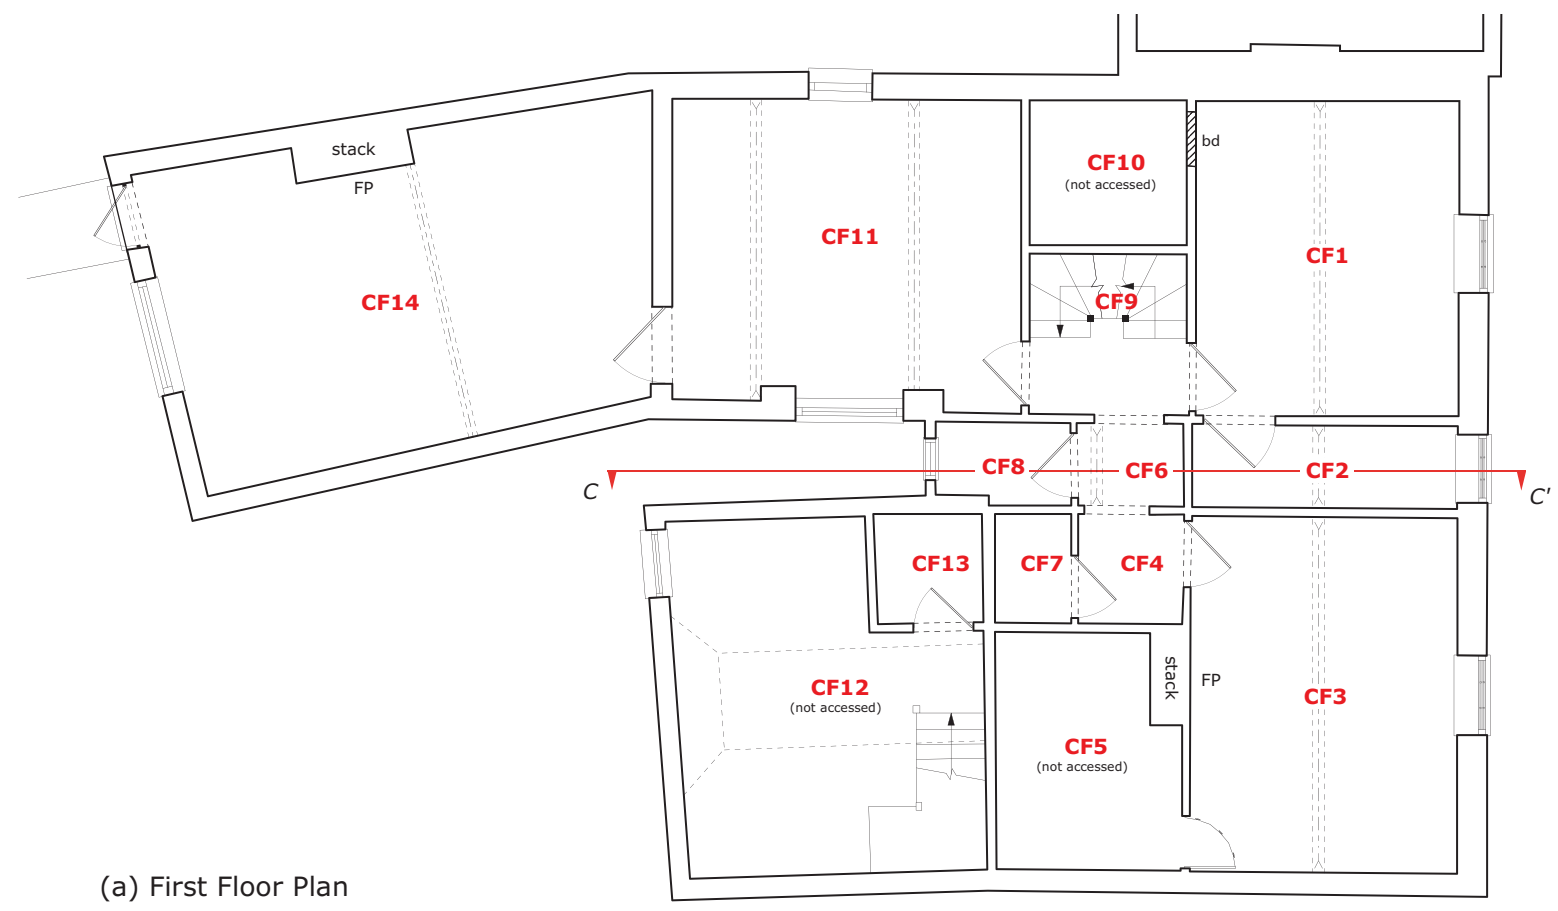 stack
FP
bd
CF10
(not accessed)
CF11
CF1
CF14
CF9
CF8
CF6
CF2
C
C'
CF13
CF7
CF4
CF12
(not accessed)
stack
FP
CF3
CF5
(not accessed)
(a) First Floor Plan